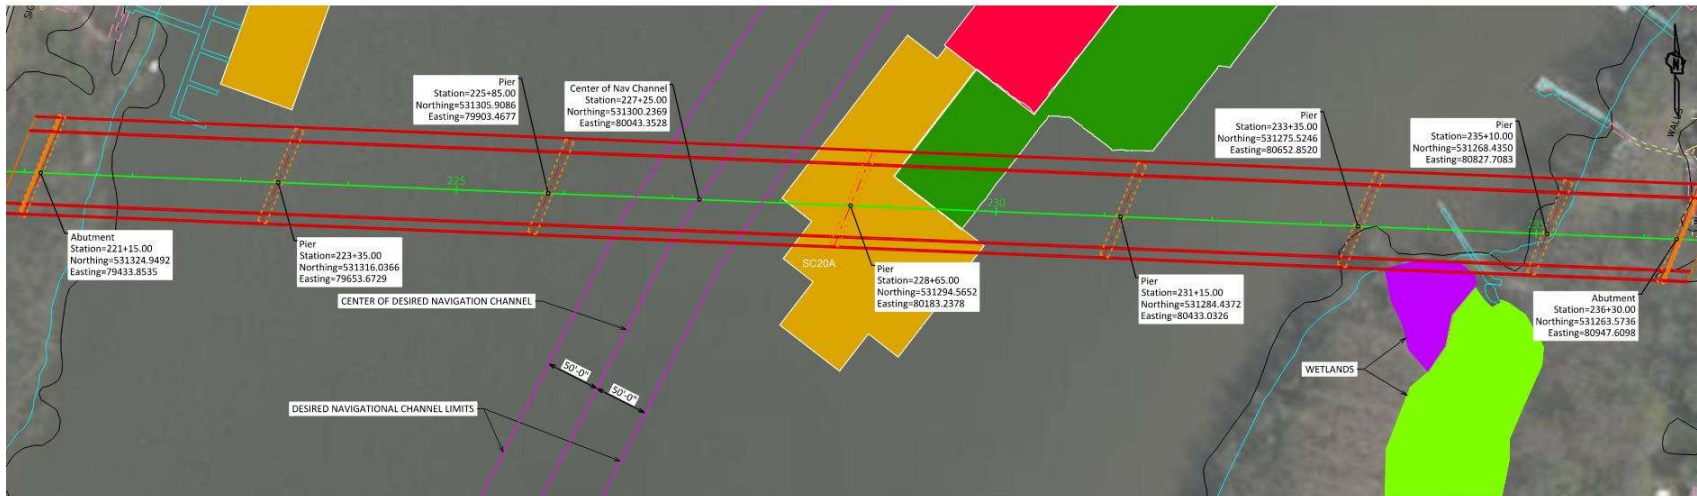 SIG
Pier
Station=225+85.00
Northing=531305.9086
Easting=79903.4677
Center of Nav Channel
Station=227+25.00
Northing=531300.2369
Easting=80043.3528
Pier
Station=233+35.00
Northing=531275.5246
Easting=80652.8520
Pier
Station=235+10.00
Northing=531268.4350
Easting=80827.7083
N
WALLS
225
230
Abutment
Station=221+15.00
Northing=531324.9492
Easting=79433.8535
Pier
Station=223+35.00
Northing=531316.0366
Easting=79653.6729
SC20A
Pier
Station=228+65.00
Northing=531294.5652
Easting=80183.2378
Pier
Station=231+15.00
Northing=531284.4372
Easting=80433.0326
Abutment
Station=236+30.00
Northing=531263.5736
Easting=80947.6098
CENTER OF DESIRED NAVIGATION CHANNEL
50'-0"
50'-0"
WETLANDS
DESIRED NAVIGATIONAL CHANNEL LIMITS